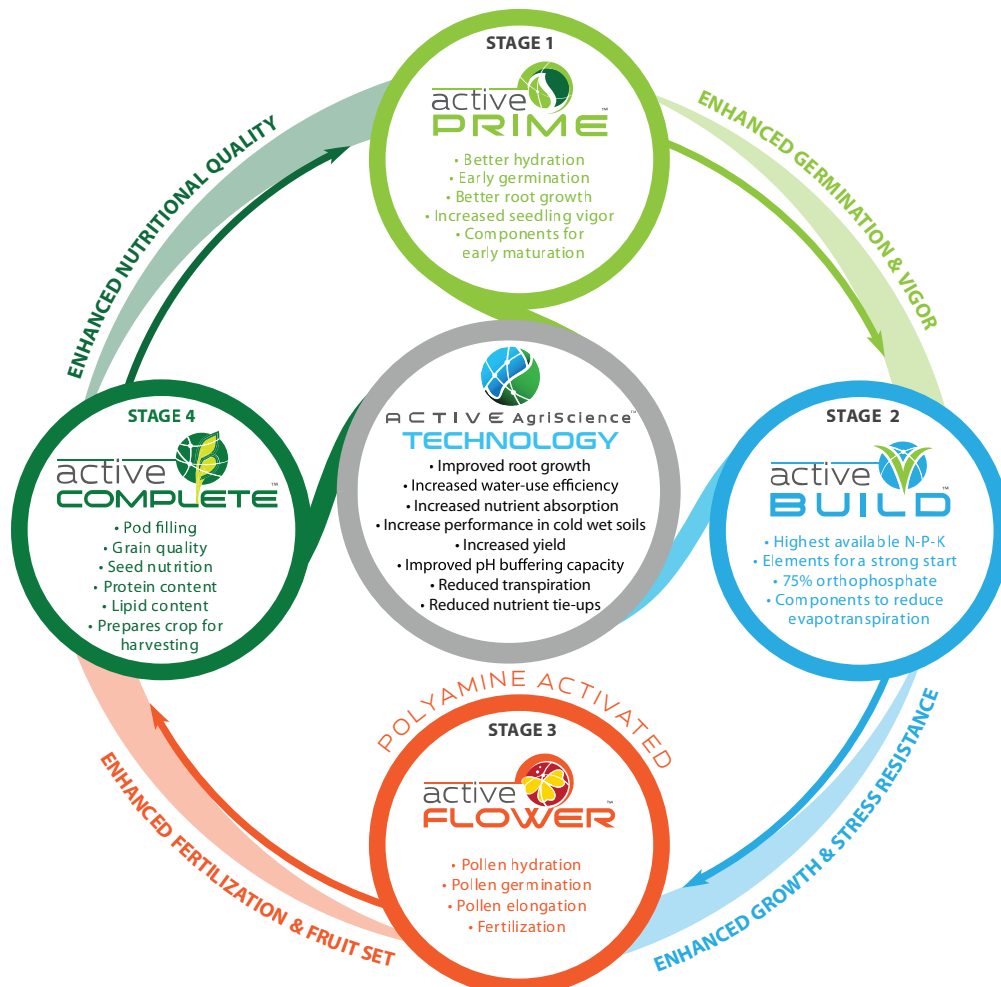 STAGE 1
active
PRIME™
• Better hydration
• Early germination
• Better root growth
• Increased seedling vigor
• Components for
early maturation
ENHANCED GERMINATION & VIGOR
STAGE 2
active
BUILD™
• Highest available N-P-K
• Elements for a strong start
• 75% orthophosphate
• Components to reduce
evapotranspiration
ENHANCED GROWTH & STRESS RESISTANCE
POLYAMINE ACTIVATED
STAGE 3
active
FLOWER™
• Pollen hydration
• Pollen germination
• Pollen elongation
• Fertilization
ENHANCED FERTILIZATION & FRUIT SET
STAGE 4
active
COMPLETE™
• Pod filling
• Grain quality
• Seed nutrition
• Protein content
• Lipid content
• Prepares crop for
harvesting
ENHANCED NUTRITIONAL QUALITY
ACTIVE AgriScience™
TECHNOLOGY
• Improved root growth
• Increased water-use efficiency
• Increased nutrient absorption
• Increase performance in cold wet soils
• Increased yield
• Improved pH buffering capacity
• Reduced transpiration
• Reduced nutrient tie-ups